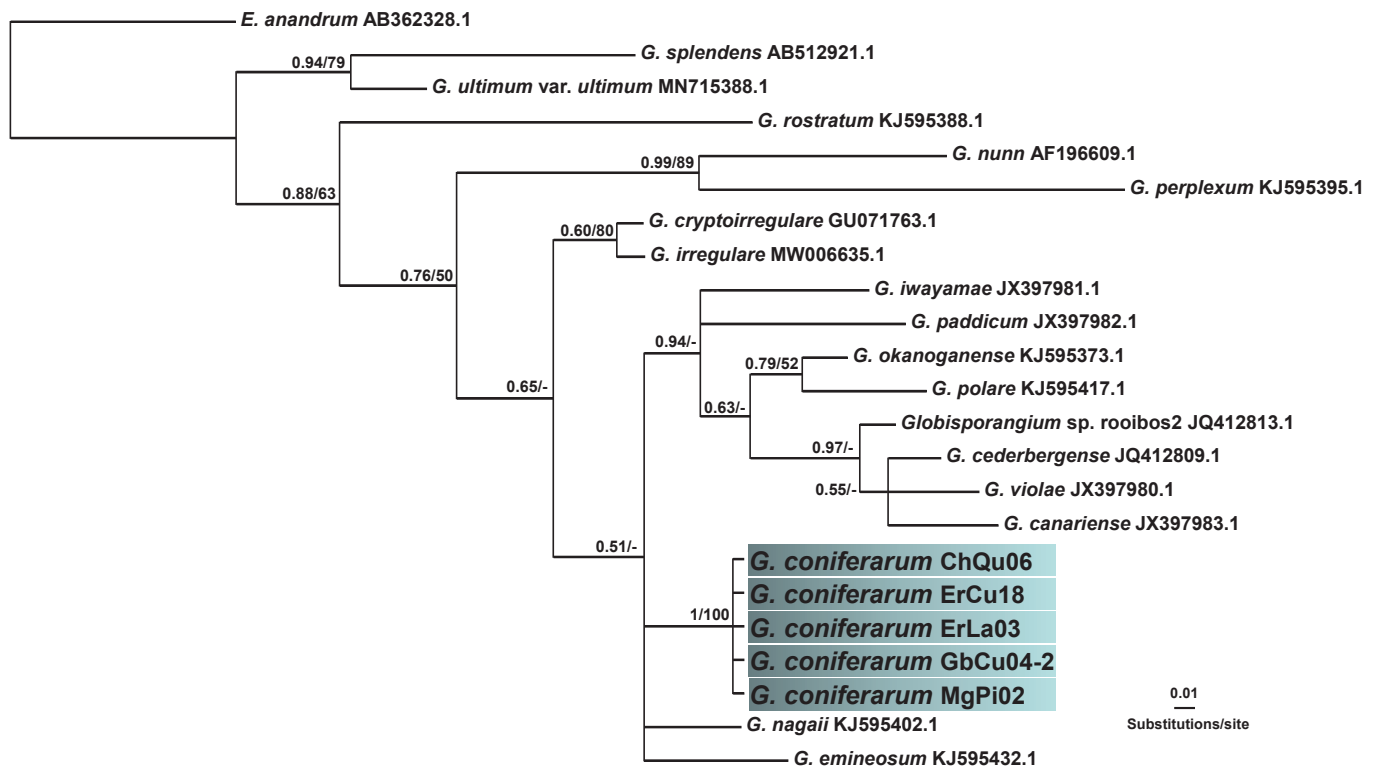 E. anandrum AB362328.1
G. splendens AB512921.1
0.94/79
G. ultimum var. ultimum MN715388.1
G. rostratum KJ595388.1
G. nunn AF196609.1
0.99/89
G. perplexum KJ595395.1
0.88/63
G. cryptoirregulare GU071763.1
0.60/80
G. irregulare MW006635.1
0.76/50
G. iwayamae JX397981.1
G. paddicum JX397982.1
0.94/-
G. okanoganense KJ595373.1
0.79/52
G. polare KJ595417.1
0.65/-
0.63/-
Globisporangium sp. rooibos2 JQ412813.1
0.97/-
G. cederbergense JQ412809.1
0.55/-
G. violae JX397980.1
G. canariense JX397983.1
0.51/-
G. coniferarum ChQu06
G. coniferarum ErCu18
1/100
G. coniferarum ErLa03
G. coniferarum GbCu04-2
G. coniferarum MgPi02
0.01
Substitutions/site
G. nagaii KJ595402.1
G. emineosum KJ595432.1